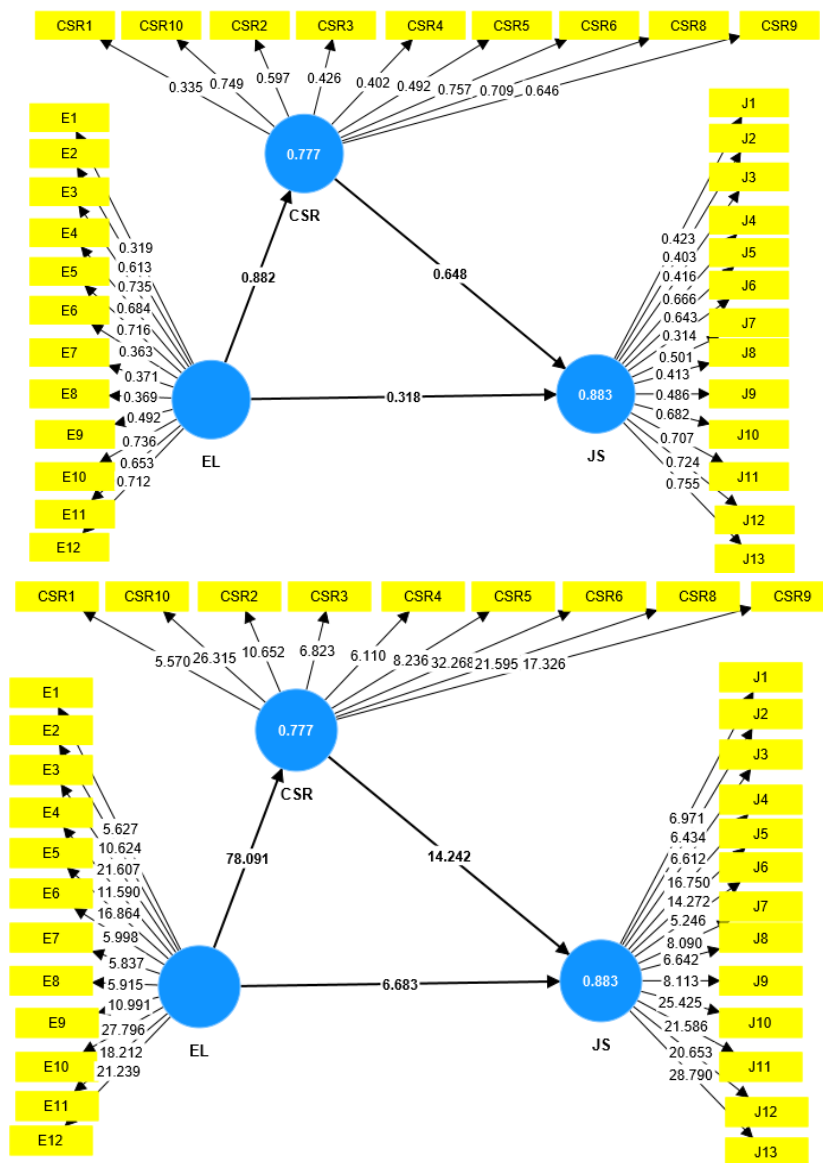 CSR1 CSR10 CSR2 CSR3 CSR4 CSR5 CSR6 CSR8 CSR9
0.335 0.749 0.597 0.426 0.402 0.492 0.757 0.709 0.646
E1
E2
E3
E4
E5
E6
E7
E8
E9
E10
E11
E12
0.319
0.613
0.735
0.684
0.716
0.363
0.371
0.369
0.492
0.736
0.653
0.712
0.777
CSR
0.882
0.648
0.318
EL
0.883
JS
0.423
0.403
0.416
0.666
0.643
0.314
0.501
0.413
0.486
0.682
0.707
0.724
0.755
J1
J2
J3
J4
J5
J6
J7
J8
J9
J10
J11
J12
J13
CSR1 CSR10 CSR2 CSR3 CSR4 CSR5 CSR6 CSR8 CSR9
5.570 26.315 10.652 6.823 6.110 8.236 32.268 21.595 17.326
E1
E2
E3
E4
E5
E6
E7
E8
E9
E10
E11
E12
5.627
10.624
21.607
11.590
16.864
5.998
5.837
5.915
10.991
27.796
18.212
21.239
0.777
CSR
78.091
14.242
6.683
EL
0.883
JS
6.971
6.434
6.612
16.750
14.272
5.246
8.090
6.642
8.113
25.425
21.586
20.653
28.790
J1
J2
J3
J4
J5
J6
J7
J8
J9
J10
J11
J12
J13